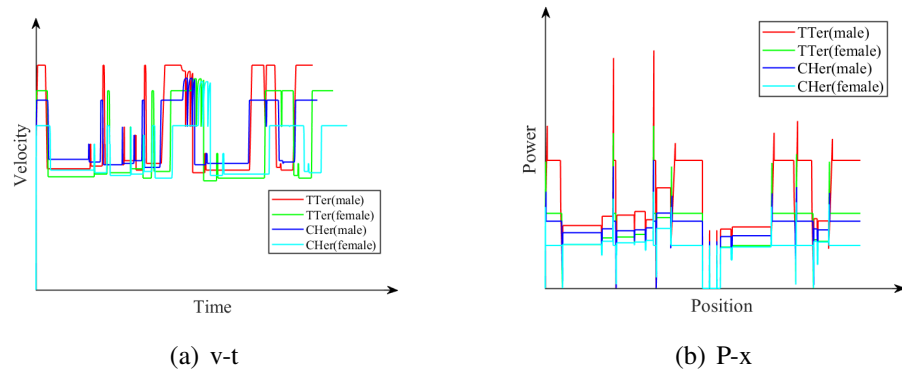 Velocity
TTer(male)
TTer(female)
CHer(male)
CHer(female)
Time
(a) v-t
Power
TTer(male)
TTer(female)
CHer(male)
CHer(female)
Position
(b) P-x